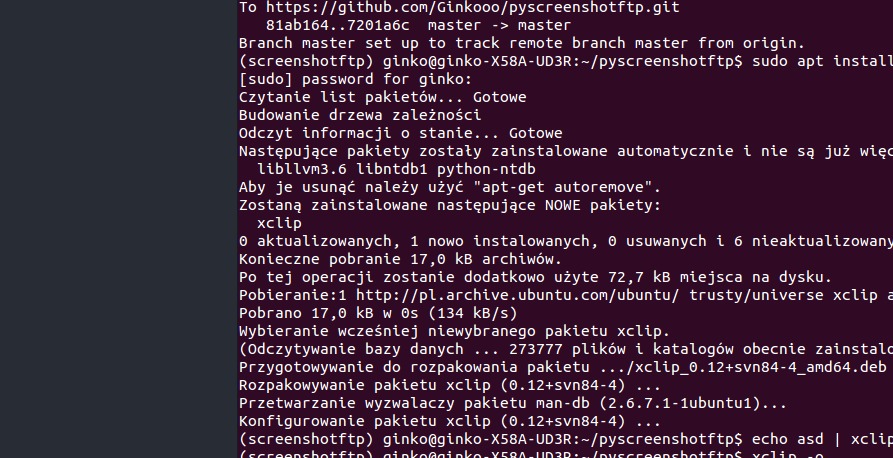 To https://github.com/Ginkooo/pyscreenshotftp.git
   81ab164..7201a6c  master -> master
Branch master set up to track remote branch master from origin.
(screenshotftp) ginko@ginko-X58A-UD3R:~/pyscreenshotftp$ sudo apt install
[sudo] password for ginko:
Czytanie list pakietów... Gotowe
Budowanie drzewa zależności
Odczyt informacji o stanie... Gotowe
Następujące pakiety zostały zainstalowane automatycznie i nie są już więc
  libllvm3.6 libntdb1 python-ntdb
Aby je usunąć należy użyć "apt-get autoremove".
Zostaną zainstalowane następujące NOWE pakiety:
  xclip
0 aktualizowanych, 1 nowo instalowanych, 0 usuwanych i 6 nieaktualizowany
Konieczne pobranie 17,0 kB archiwów.
Po tej operacji zostanie dodatkowo użyte 72,7 kB miejsca na dysku.
Pobieranie:1 http://pl.archive.ubuntu.com/ubuntu/ trusty/universe xclip a
Pobrano 17,0 kB w 0s (134 kB/s)
Wybieranie wcześniej niewybranego pakietu xclip.
(Odczytywanie bazy danych ... 273777 plików i katalogów obecnie zainstalo
Przygotowywanie do rozpakowania pakietu .../xclip_0.12+svn84-4_amd64.deb
Rozpakowywanie pakietu xclip (0.12+svn84-4) ...
Przetwarzanie wyzwalaczy pakietu man-db (2.6.7.1-1ubuntu1)...
Konfigurowanie pakietu xclip (0.12+svn84-4) ...
(screenshotftp) ginko@ginko-X58A-UD3R:~/pyscreenshotftp$ echo asd | xclip
(screenshotftp) ginko@ginko-X58A-UD3R:~/pyscreenshotftp$ xclip -o